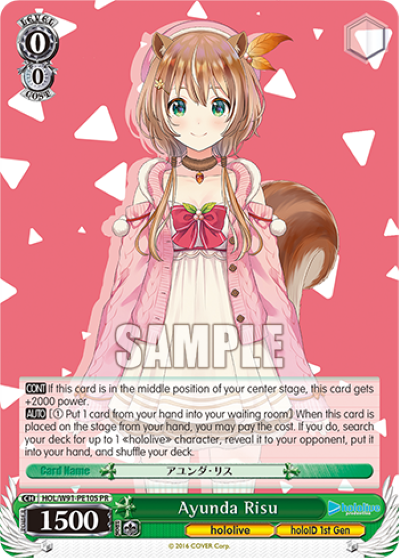 LEVEL
0
0
COST
SAMPLE
CONT If this card is in the middle position of your center stage, this card gets
+2000 power.
AUTO [① Put 1 card from your hand into your waiting room] When this card is
placed on the stage from your hand, you may pay the cost. If you do, search
your deck for up to 1 «hololive» character, reveal it to your opponent, put it
into your hand, and shuffle your deck.
Card Name アユンダ・リス
CH HOL/W91-PE105 PR
1500
Ayunda Risu
hololive
hololive
hololD 1st Gen
© 2016 COVER Corp.